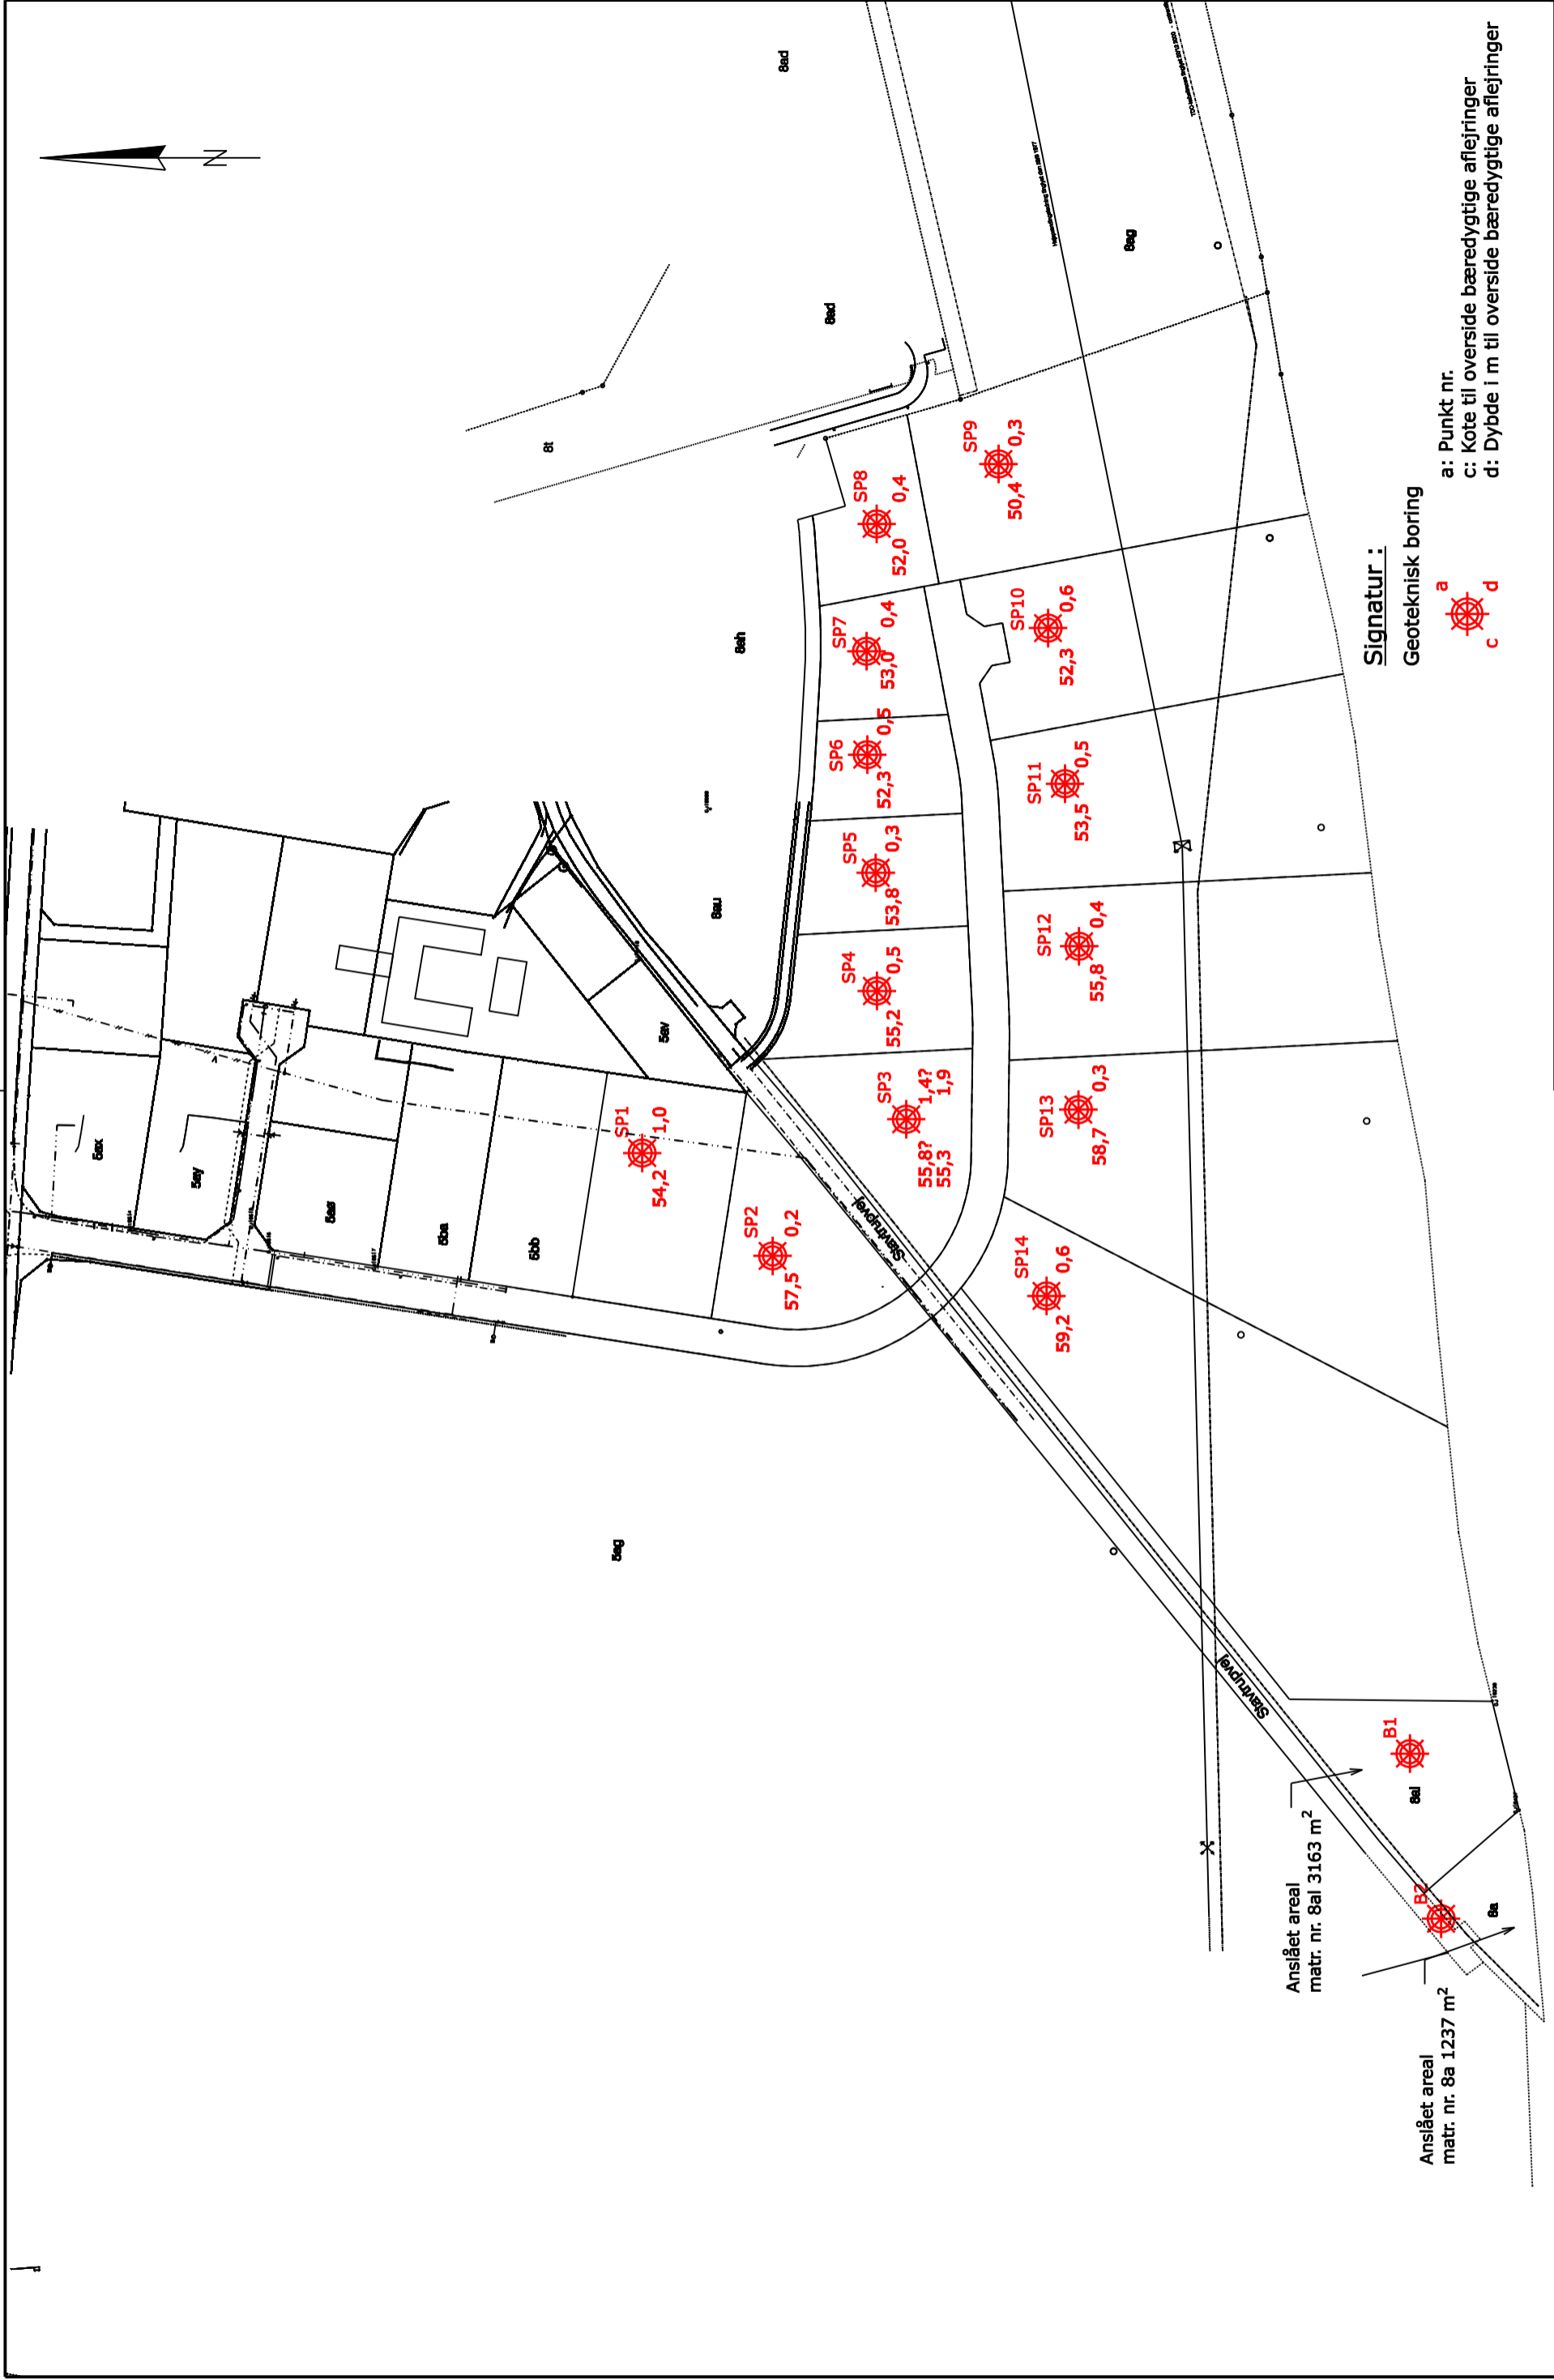 N
8ad
8t
8ad
8ag
8ah
8au
5av
5ax
5ay
5as
5ba
5bb
5ag
Stavtrupvej
Stavtrupvej
SP1
54,2 1,0
SP2
57,5 0,2
SP3
55,8? 1,4?
55,3 1,9
SP4
55,2 0,5
SP5
53,8 0,3
SP6
52,3 0,5
SP7
53,0 0,4
SP8
52,0 0,4
SP9
50,4 0,3
SP10
52,3 0,6
SP11
53,5 0,5
SP12
55,8 0,4
SP13
58,7 0,3
SP14
59,2 0,6
B1
8al
B2
8a
Anslået areal
matr. nr. 8al 3163 m²
Anslået areal
matr. nr. 8a 1237 m²
Signatur :
Geoteknisk boring
a
c d
a: Punkt nr.
c: Kote til overside bæredygtige aflejringer
d: Dybde i m til overside bæredygtige aflejringer